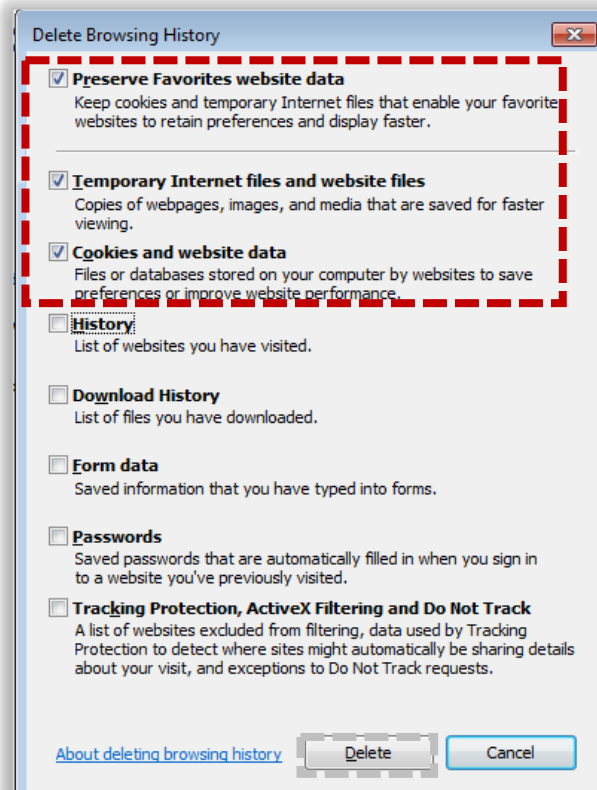 Delete Browsing History
Preserve Favorites website data
Keep cookies and temporary Internet files that enable your favorite
websites to retain preferences and display faster.
Temporary Internet files and website files
Copies of webpages, images, and media that are saved for faster
viewing.
Cookies and website data
Files or databases stored on your computer by websites to save
preferences or improve website performance.
History
List of websites you have visited.
Download History
List of files you have downloaded.
Form data
Saved information that you have typed into forms.
Passwords
Saved passwords that are automatically filled in when you sign in
to a website you've previously visited.
Tracking Protection, ActiveX Filtering and Do Not Track
A list of websites excluded from filtering, data used by Tracking
Protection to detect where sites might automatically be sharing details
about your visit, and exceptions to Do Not Track requests.
About deleting browsing history
Delete
Cancel